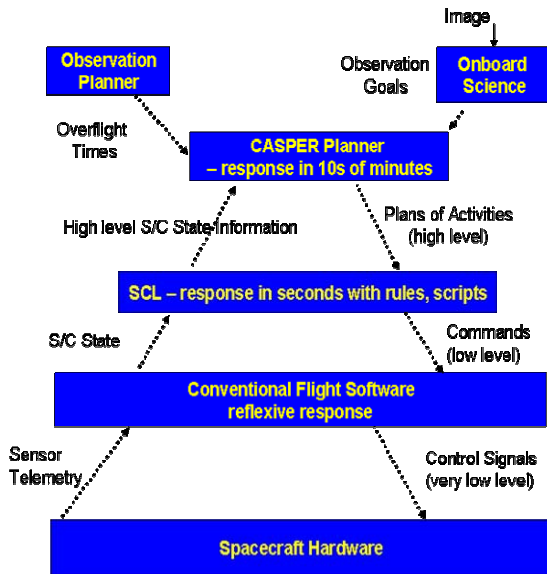 Image
Observation
Planner
Observation
Goals
Onboard
Science
Overflight
Times
CASPER Planner
– response in 10s of minutes
High level S/C State Information
Plans of Activities
(high level)
SCL – response in seconds with rules, scripts
S/C State
Commands
(low level)
Conventional Flight Software
reflexive response
Sensor
Telemetry
Control Signals
(very low level)
Spacecraft Hardware